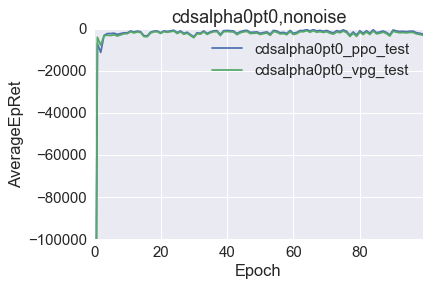 cdsalpha0pt0,nonoise
0
−20000
−40000
−60000
−80000
−100000
AverageEpRet
cdsalpha0pt0_ppo_test
cdsalpha0pt0_vpg_test
0 20 40 60 80
Epoch